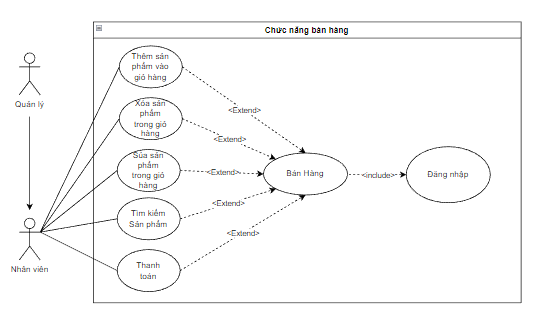 Chức năng bán hàng
Thêm sản
phẩm vào
giỏ hàng
<Extend>
Quản lý
Xóa sản
phẩm
trong giỏ
hàng
<Extend>
Sửa sản
phẩm
trong giỏ
hàng
<Extend>
Bán Hàng
<include>
Đăng nhập
Tìm kiếm
Sản phẩm
<Extend>
<Extend>
Nhân viên
Thanh
toán